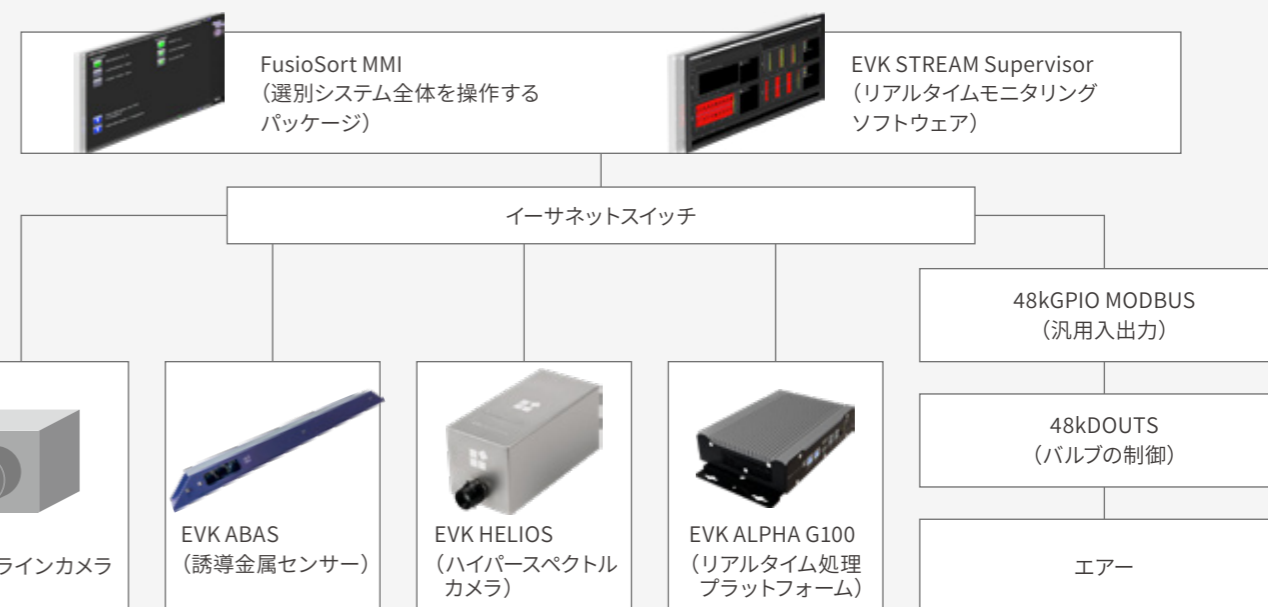 FusioSort MMI
（選別システム全体を操作する
パッケージ）
EVK STREAM Supervisor
（リアルタイムモニタリング
ソフトウェア）
イーサネットスイッチ
48kGPIO MODBUS
（汎用入出力）
48kDOUTS
（バルブの制御）
ラインカメラ
EVK ABAS
（誘導金属センサー）
EVK HELIOS
（ハイパースペクトル
カメラ）
EVK ALPHA G100
（リアルタイム処理
プラットフォーム）
エアー